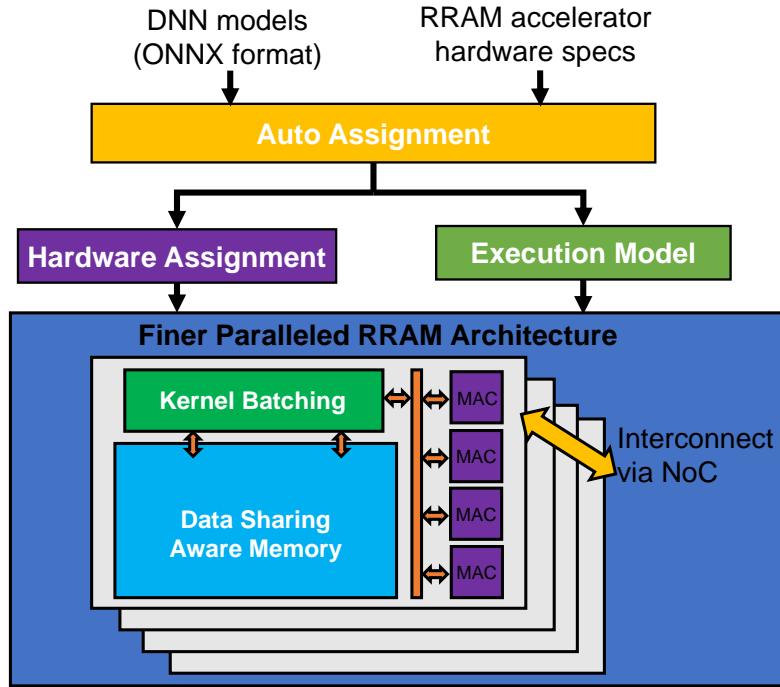 DNN models
(ONNX format)
RRAM accelerator
hardware specs
Auto Assignment
Hardware Assignment
Execution Model
Finer Paralleled RRAM Architecture
Kernel Batching
MAC
MAC
MAC
MAC
Data Sharing
Aware Memory
Interconnect
via NoC